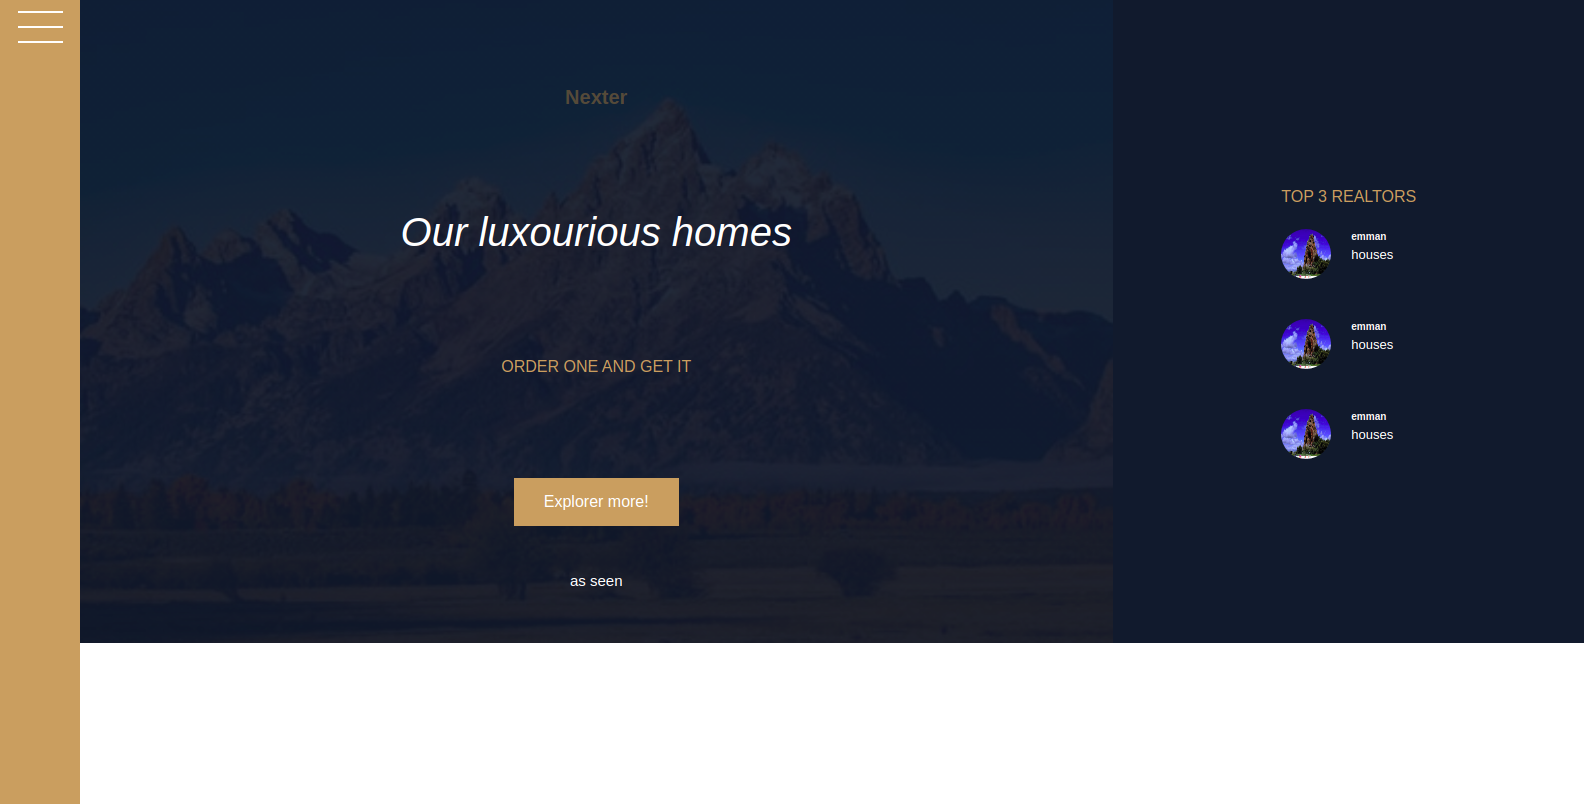 Nexter
Our luxourious homes
ORDER ONE AND GET IT
Explorer more!
as seen
TOP 3 REALTORS
emman
houses
emman
houses
emman
houses